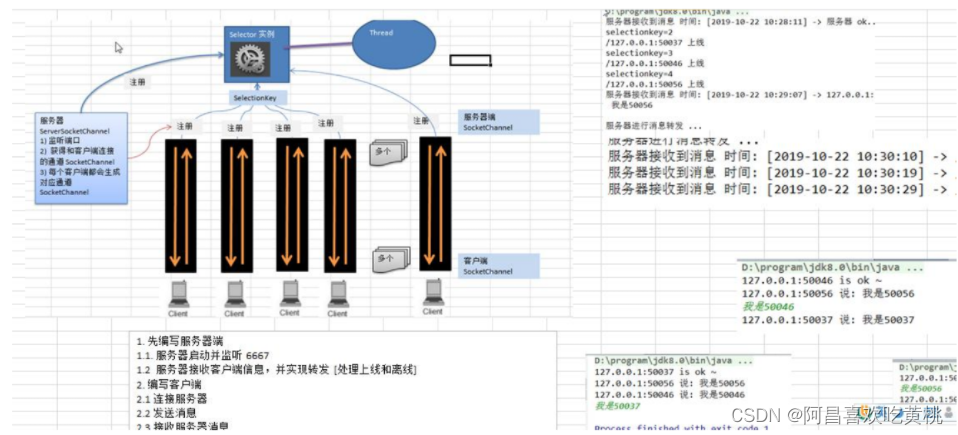 Selector 实例
Thread
注册
SelectionKey
服务器
ServerSocketChannel
1) 监听端口
2) 获得和客户端连接
的通道 SocketChannel
3) 每个客户端都会生成
对应通道
SocketChannel
注册
注册
注册
注册
注册
服务器端
SocketChannel
多个
多个
客户端
SocketChannel
Client
Client
Client
Client
Client
1. 先编写服务器端
1.1. 服务器启动并监听 6667
1.2 服务器接收客户端信息，并实现转发 [处理上线和离线]
2. 编写客户端
2.1 连接服务器
2.2 发送消息
2.3 接收服务器消息
D:\program\jdk8.0\bin\java ...
服务器接收到消息 时间: [2019-10-22 10:28:11] -> 服务器 ok..
selectionkey=2
/127.0.0.1:50037 上线
selectionkey=3
/127.0.0.1:50046 上线
selectionkey=4
/127.0.0.1:50056 上线
服务器接收到消息 时间: [2019-10-22 10:29:07] -> 127.0.0.1:
我是50056
服务器进行消息转发 ...
服务器进行消息转发 ...
服务器接收到消息 时间: [2019-10-22 10:30:10] ->
服务器接收到消息 时间: [2019-10-22 10:30:19] ->
服务器接收到消息 时间: [2019-10-22 10:30:29] ->
D:\program\jdk8.0\bin\java ...
127.0.0.1:50046 is ok ~
127.0.0.1:50056 说: 我是50056
我是50046
127.0.0.1:50037 说: 我是50037
D:\program\jdk8.0\bin\java ...
127.0.0.1:50037 is ok ~
127.0.0.1:50056 说: 我是50056
127.0.0.1:50046 说: 我是50046
我是50037
Process finished with exit code 1
D:\program\jdk8.0\b
127.0.0.1:50056
我是50056
127.0.0.1:500
CSDN @阿昌喜欢吃黄桃